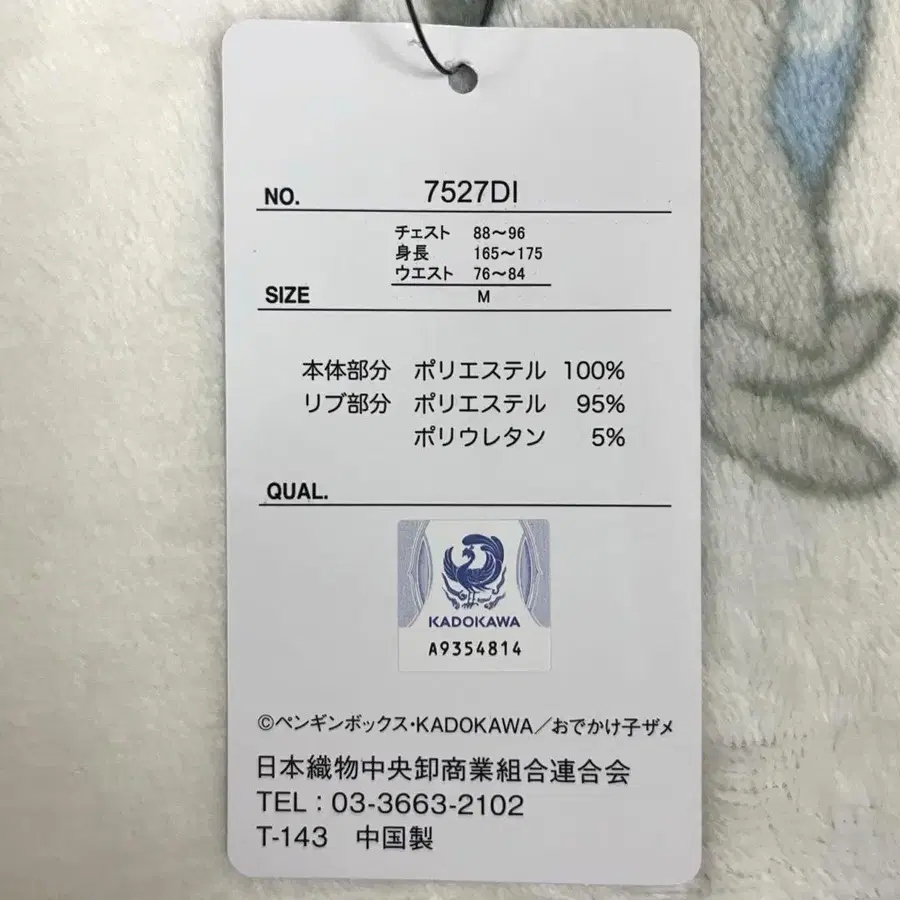 NO. 7527DI
チェスト 88～96
身長 165～175
ウエスト 76～84
SIZE M
本体部分 ポリエステル 100%
リブ部分 ポリエステル 95%
ポリウレタン 5%
QUAL.
KADOKAWA
A9354814
©ペンギンボックス・KADOKAWA／おでかけ子ザメ
日本織物中央卸商業組合連合会
TEL：03-3663-2102
T-143 中国製